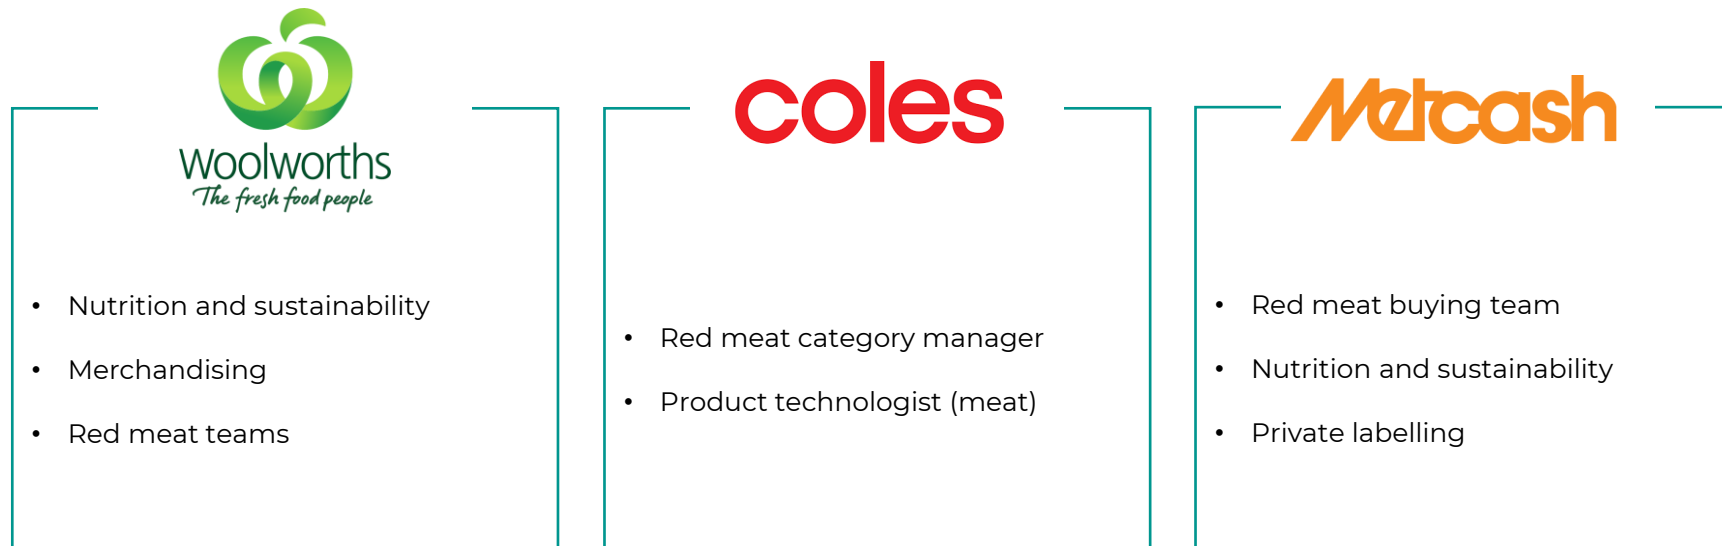 Woolworths
The fresh food people
• Nutrition and sustainability
• Merchandising
• Red meat teams
coles
• Red meat category manager
• Product technologist (meat)
Metcash
• Red meat buying team
• Nutrition and sustainability
• Private labelling